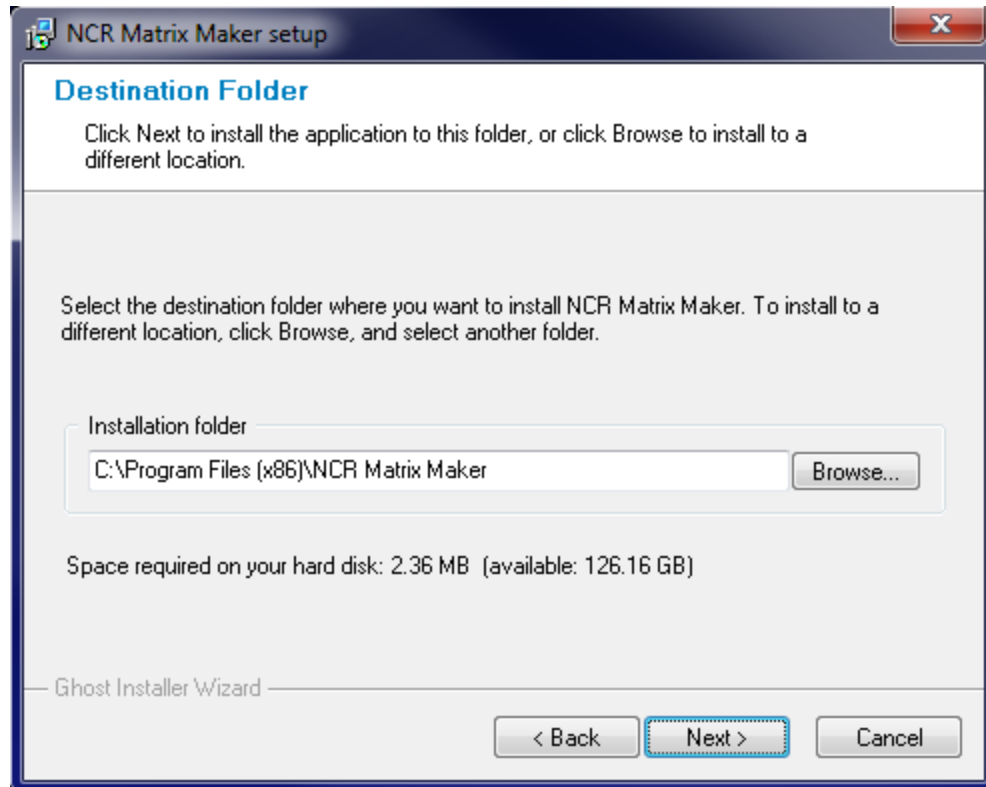 NCR Matrix Maker setup
Destination Folder
Click Next to install the application to this folder, or click Browse to install to a
different location.
Select the destination folder where you want to install NCR Matrix Maker. To install to a
different location, click Browse, and select another folder.
Installation folder
C:\Program Files (x86)\NCR Matrix Maker
Browse...
Space required on your hard disk: 2.36 MB  (available: 126.16 GB)
Ghost Installer Wizard
< Back
Next >
Cancel